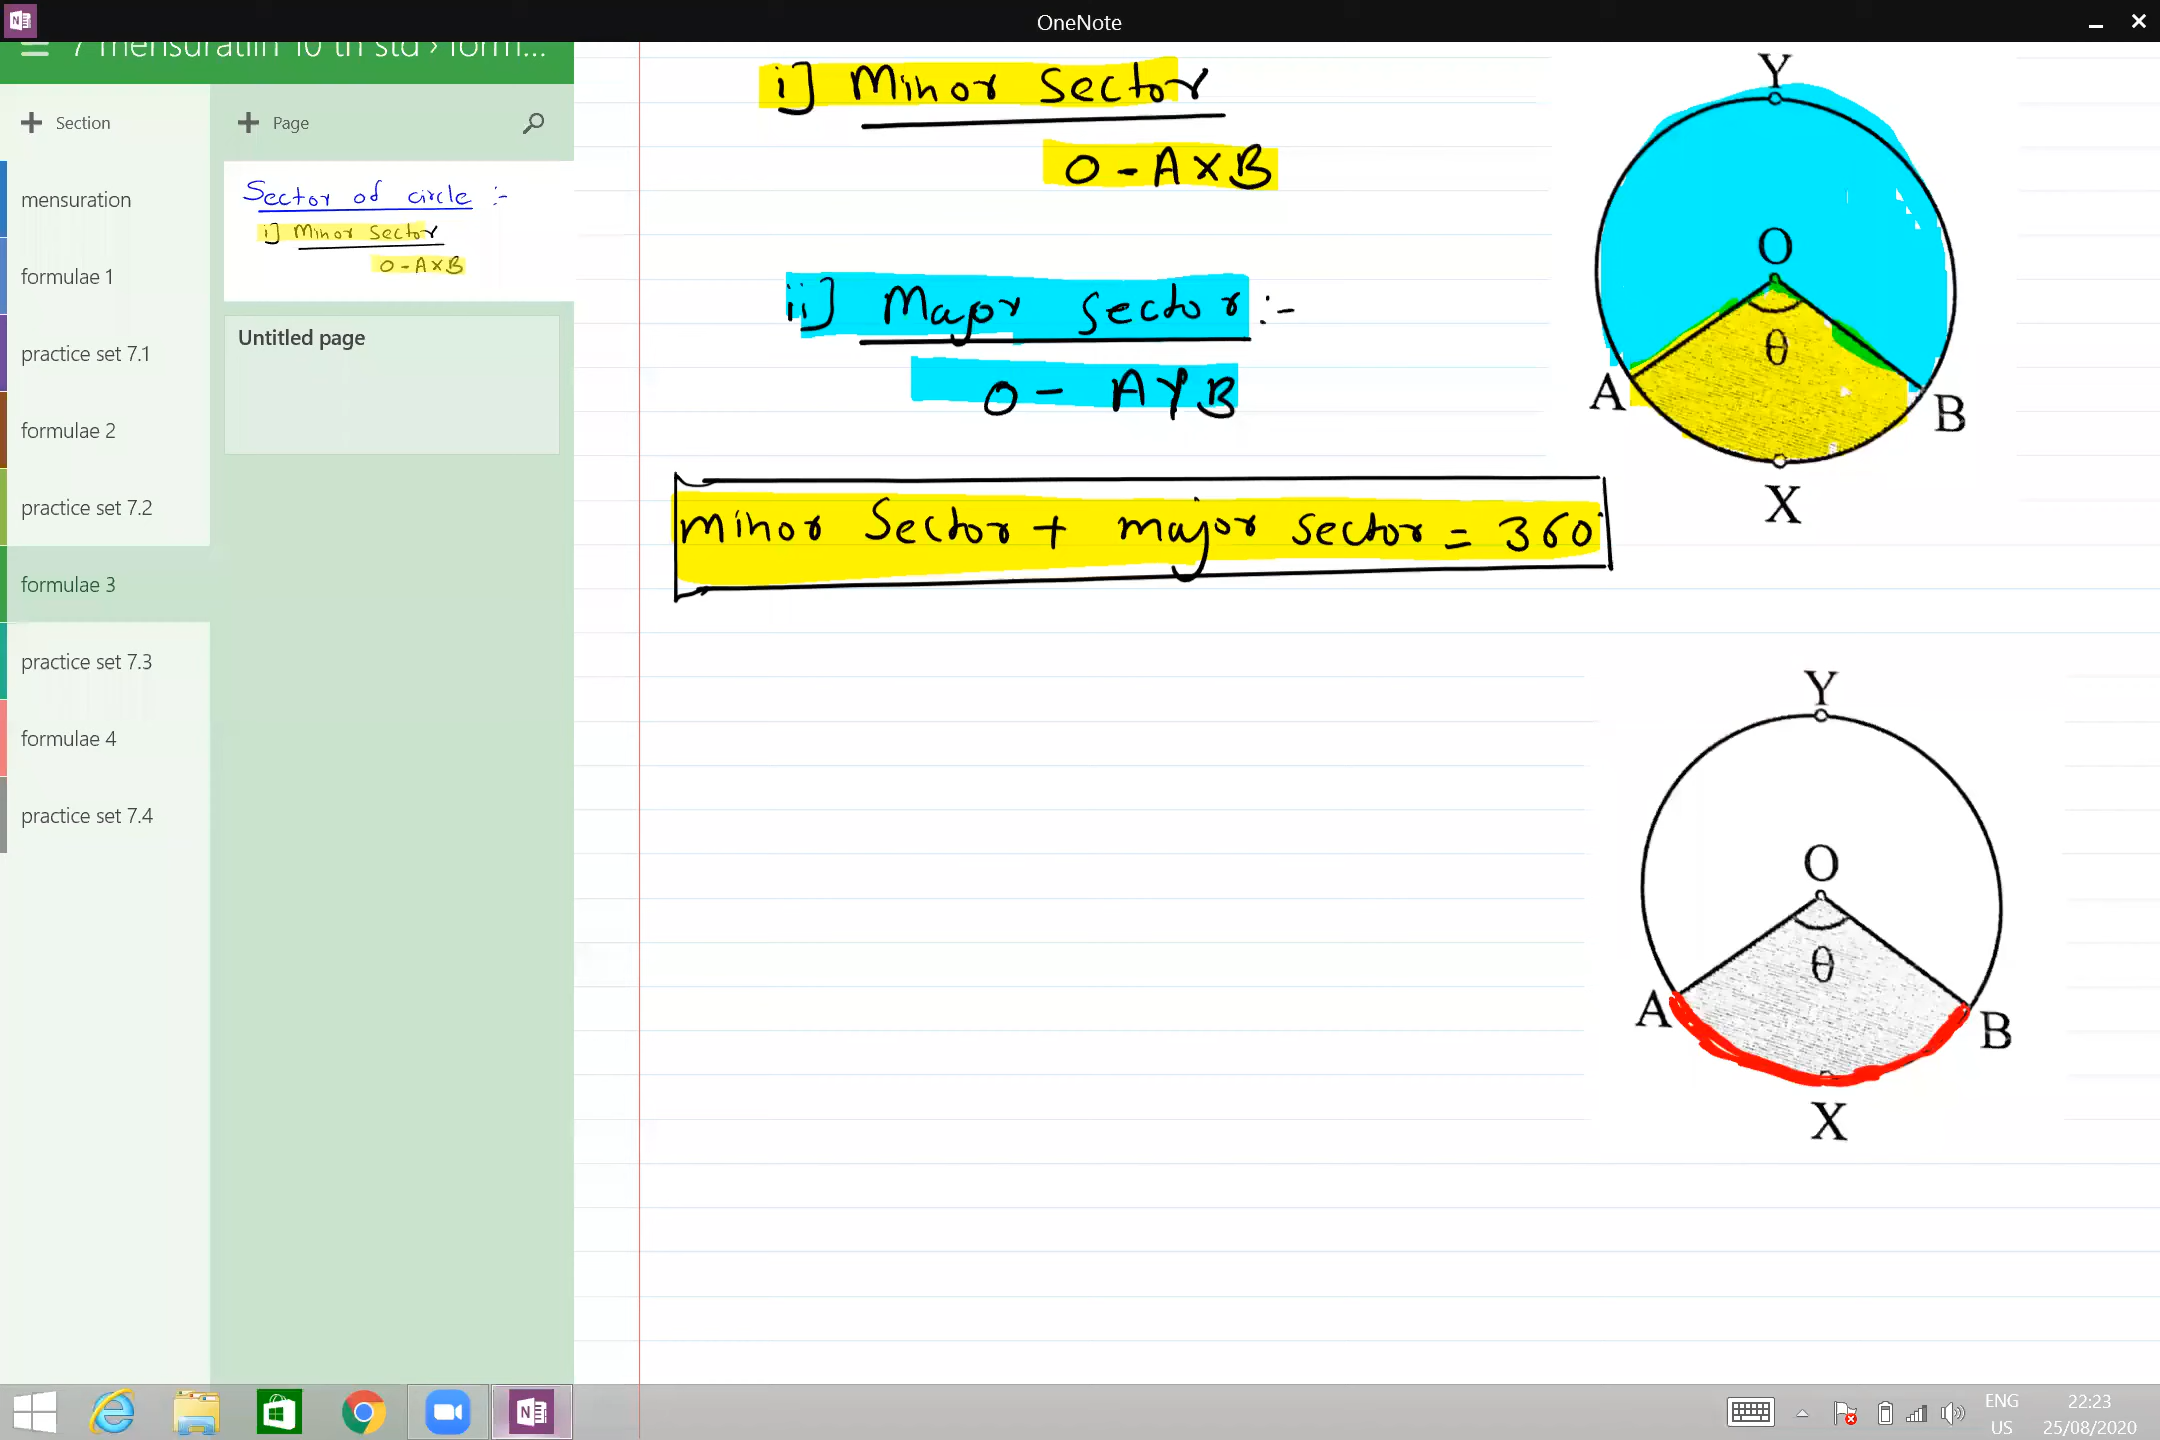 OneNote
7 mensuratiin 10 th std › form...
Section
Page
mensuration
formulae 1
practice set 7.1
formulae 2
practice set 7.2
formulae 3
practice set 7.3
formulae 4
practice set 7.4
Sector of circle :-
i] Minor Sector
O - AXB
Untitled page
i] Minor Sector
O - AXB
ii] Major Sector :-
O - AYB
Minor Sector + major sector = 360°
Y
O
θ
A
B
X
Y
O
θ
A
B
X
ENG
US
22:23
25/08/2020